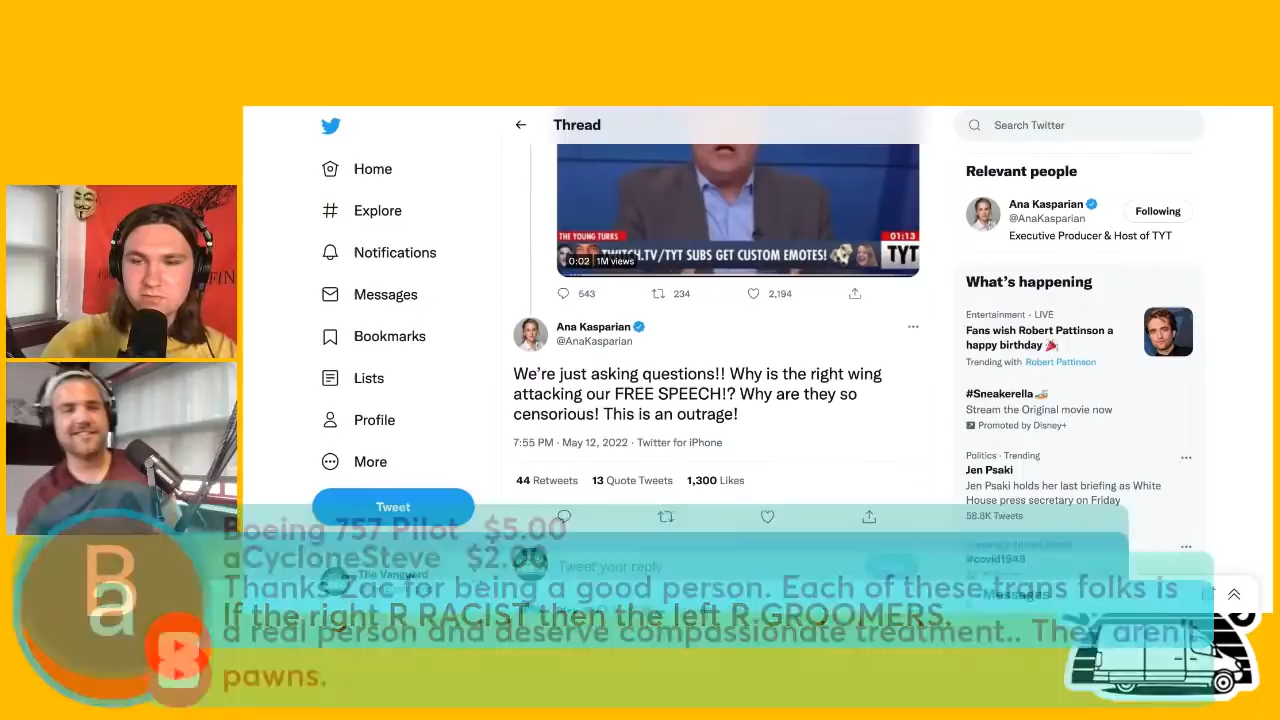 Thread
Search Twitter
Home
Explore
Notifications
Messages
Bookmarks
Lists
Profile
More
Tweet
THE YOUNG TURKS
01:13
TWITCH.TV/TYT SUBS GET CUSTOM EMOTES!
TYT
0:02 1M views
543 234 2,194
Ana Kasparian
@AnaKasparian
We're just asking questions!! Why is the right wing
attacking our FREE SPEECH!? Why are they so
censorious! This is an outrage!
7:55 PM · May 12, 2022 · Twitter for iPhone
44 Retweets 13 Quote Tweets 1,300 Likes
Tweet your reply
The Vanguard
Relevant people
Ana Kasparian
@AnaKasparian
Following
Executive Producer & Host of TYT
What's happening
Entertainment · LIVE
Fans wish Robert Pattinson a
happy birthday
Trending with Robert Pattinson
#Sneakerella
Stream the Original movie now
Promoted by Disney+
Politics · Trending
Jen Psaki
Jen Psaki holds her last briefing as White
House press secretary on Friday
58.8K Tweets
#covid1948
Messages
B
a
Boeing 757 Pilot $5.00
aCycloneSteve
Thanks Zac for being a good person. Each of these trans folks is
If the right R RACIST then the left R GROOMERS.
a real person and deserve compassionate treatment.. They aren't
pawns.